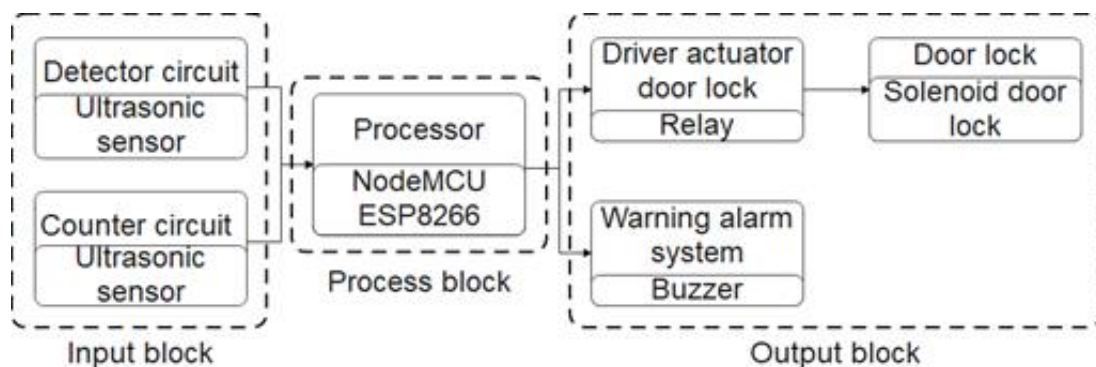 Detector circuit
Ultrasonic
sensor
Counter circuit
Ultrasonic
sensor
Input block
Processor
NodeMCU
ESP8266
Process block
Driver actuator
door lock
Relay
Door lock
Solenoid door
lock
Warning alarm
system
Buzzer
Output block